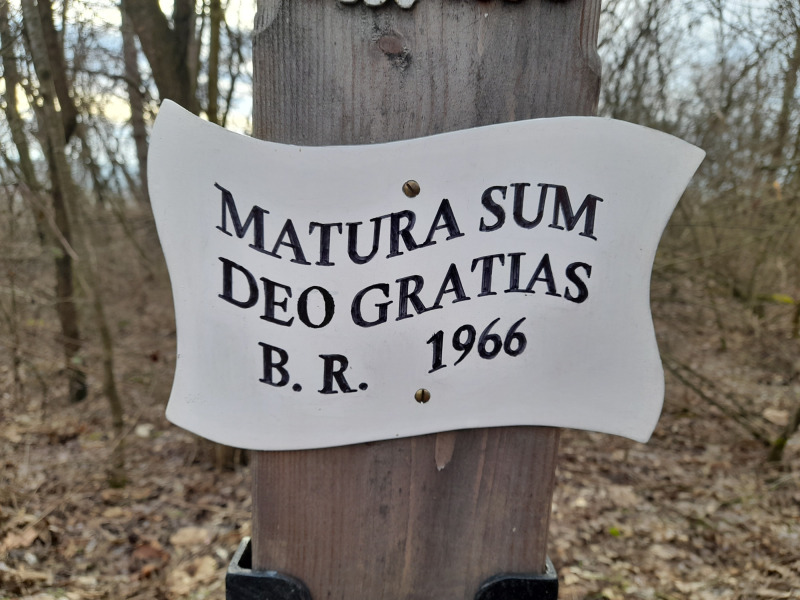 MATURA SUM
DEO GRATIAS
B. R. 1966